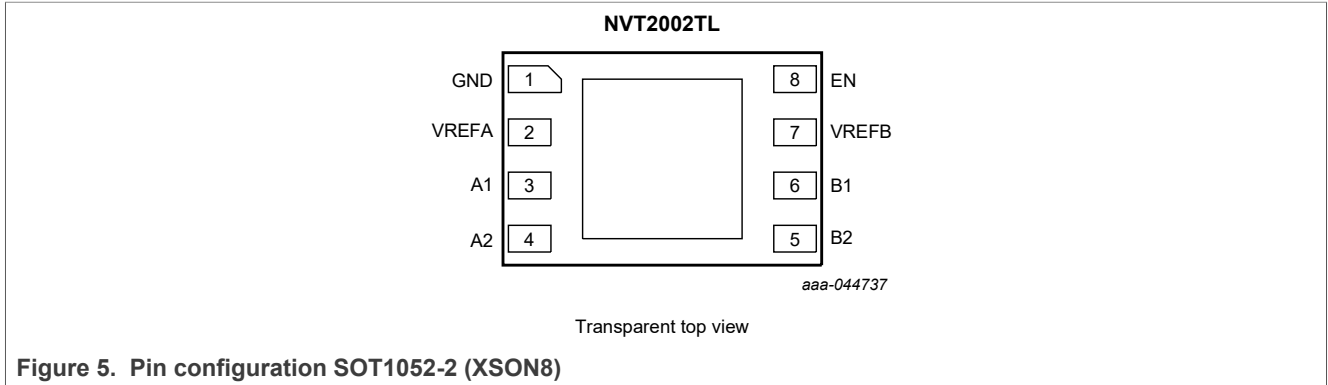 NVT2002TL
GND 1 8 EN
VREFA 2 7 VREFB
A1 3 6 B1
A2 4 5 B2
aaa-044737
Transparent top view
Figure 5. Pin configuration SOT1052-2 (XSON8)